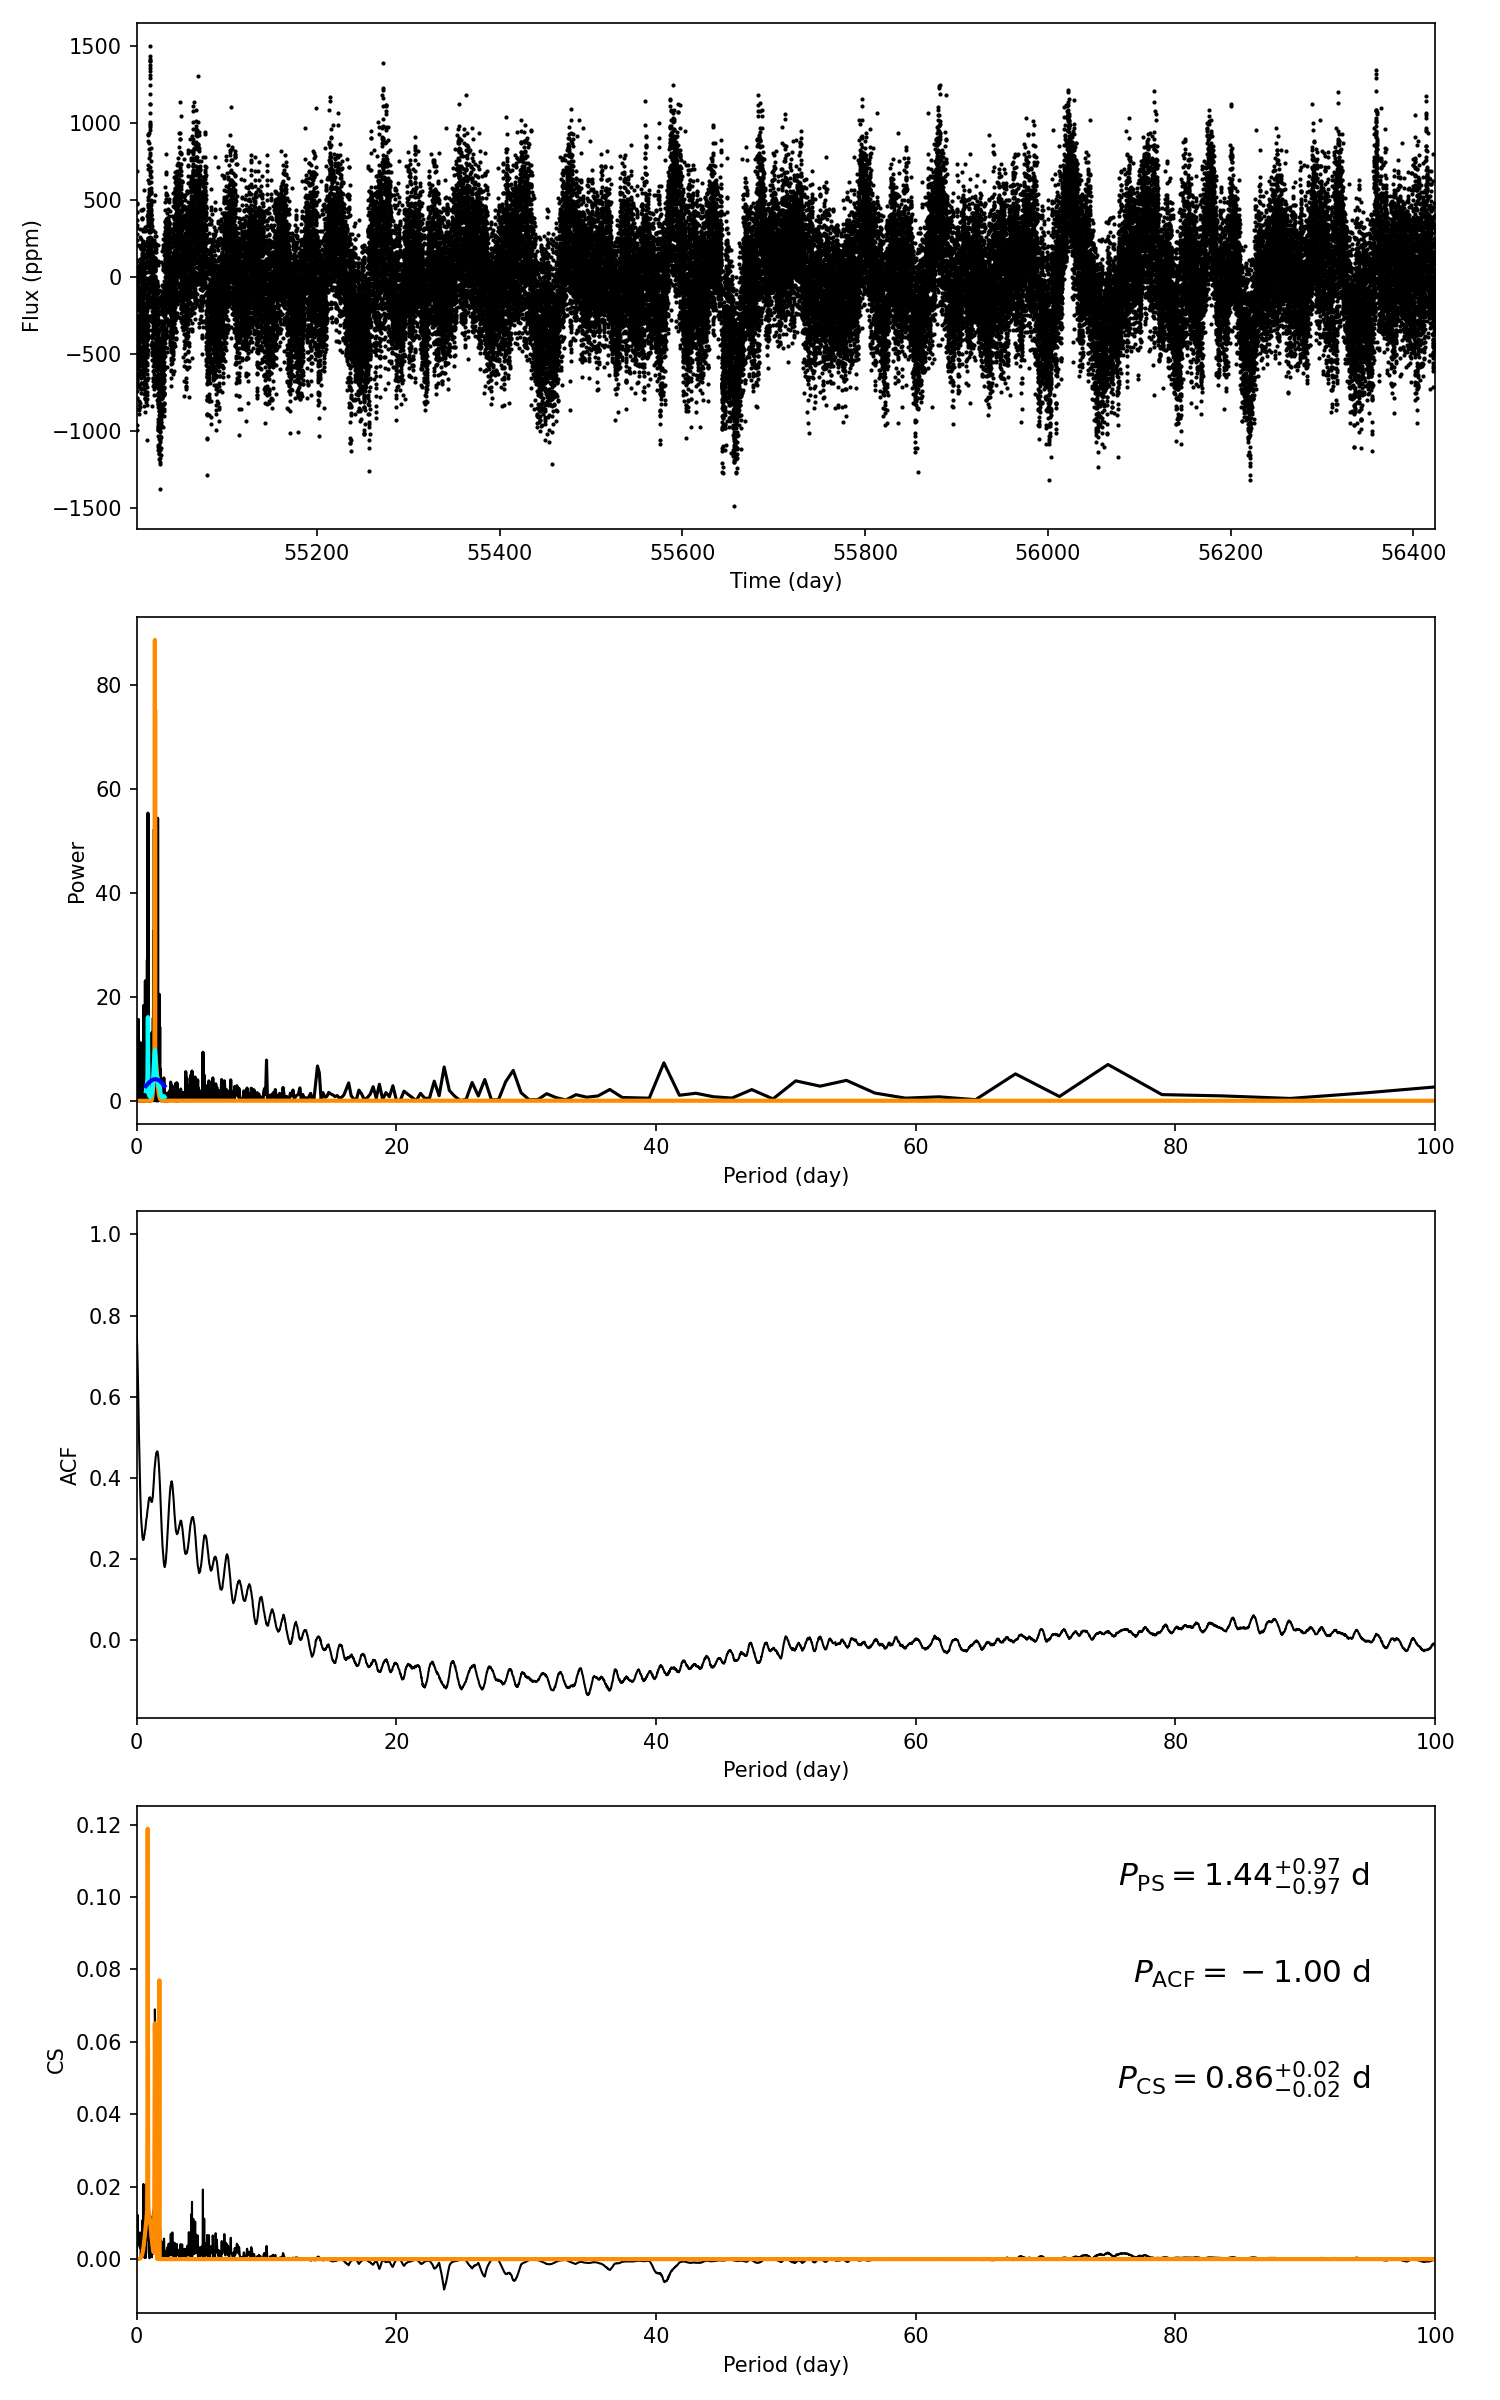 1500
1000
500
0
−500
−1000
−1500
Flux (ppm)
55200 55400 55600 55800 56000 56200 56400
Time (day)
80
60
40
20
0
Power
0 20 40 60 80 100
Period (day)
1.0
0.8
0.6
0.4
0.2
0.0
ACF
0 20 40 60 80 100
Period (day)
0.12
0.10
0.08
0.06
0.04
0.02
0.00
CS
P_PS = 1.44 +0.97 −0.97 d
P_ACF = −1.00 d
P_CS = 0.86 +0.02 −0.02 d
0 20 40 60 80 100
Period (day)